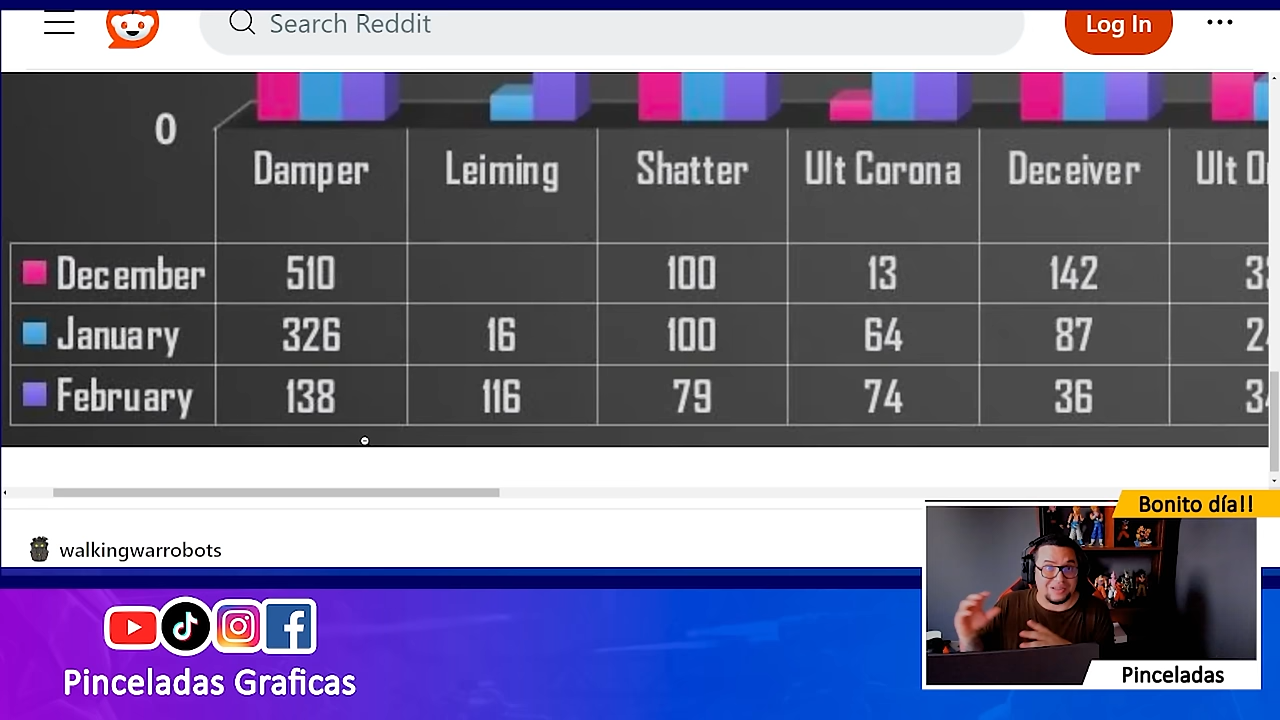 Search Reddit
Log In
0
Damper Leiming Shatter Ult Corona Deceiver Ult
December 510 100 13 142
January 326 16 100 64 87
February 138 116 79 74 36
walkingwarrobots
Bonito día!!
Pinceladas
Pinceladas Graficas